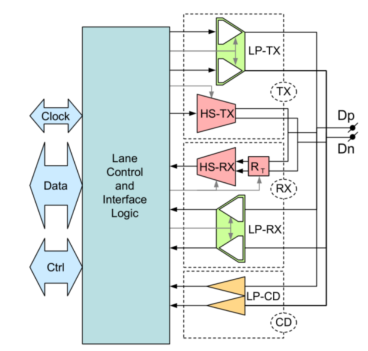 LP-TX
TX
HS-TX
Dp
Dn
Clock
Data
Ctrl
Lane
Control
and
Interface
Logic
HS-RX
RT
RX
LP-RX
LP-CD
CD